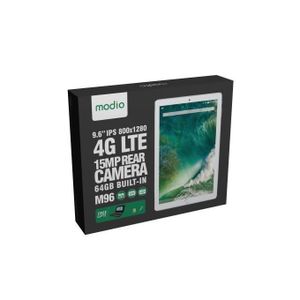 modio
9.6" IPS 800x1280
4G LTE
15MP REAR
CAMERA
64GB BUILT-IN
M96